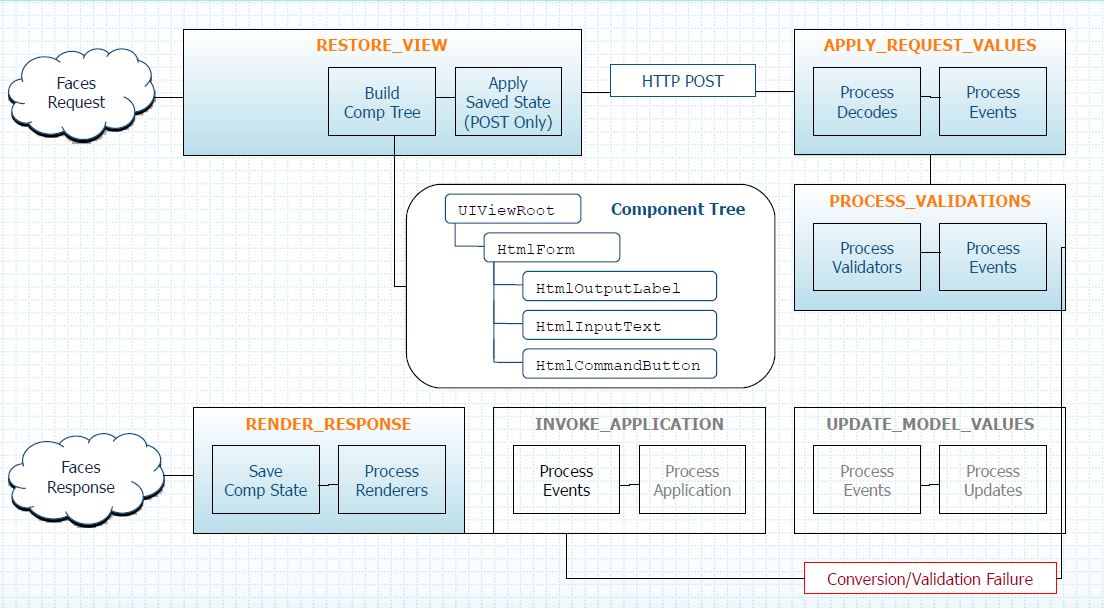 RESTORE_VIEW
APPLY_REQUEST_VALUES
Faces
Request
Build
Comp Tree
Apply
Saved State
(POST Only)
HTTP POST
Process
Decodes
Process
Events
UIViewRoot
Component Tree
HtmlForm
HtmlOutputLabel
HtmlInputText
HtmlCommandButton
PROCESS_VALIDATIONS
Process
Validators
Process
Events
RENDER_RESPONSE
INVOKE_APPLICATION
UPDATE_MODEL_VALUES
Faces
Response
Save
Comp State
Process
Renderers
Process
Events
Process
Application
Process
Events
Process
Updates
Conversion/Validation Failure